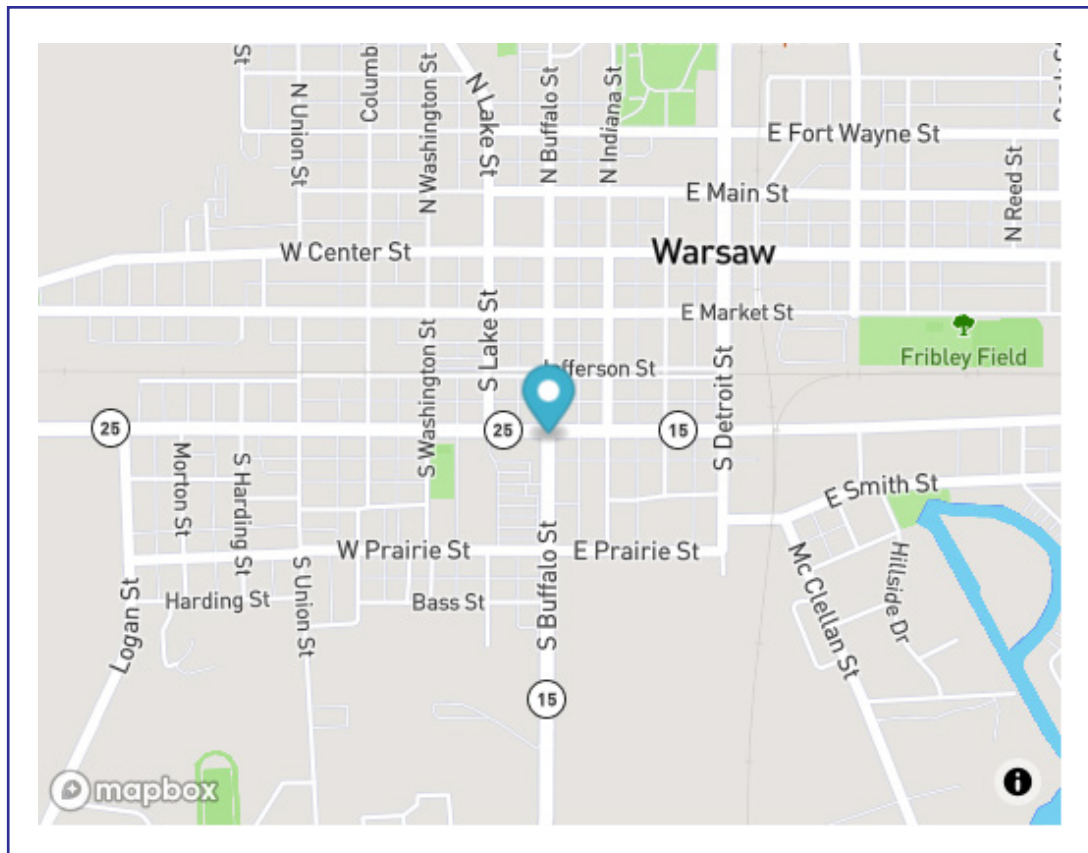 St
Columb
N Union St
N Washington St
N Lake St
N Buffalo St
N Indiana St
E Fort Wayne St
N Reed St
E Main St
W Center St
Warsaw
S Lake St
E Market St
Fribley Field
S Washington St
Jefferson St
S Detroit St
25
25
15
Morton St
S Harding St
E Smith St
W Prairie St
E Prairie St
S Buffalo St
Mc Clellan St
Hillside Dr
Harding St
Bass St
S Union St
Logan St
15
mapbox